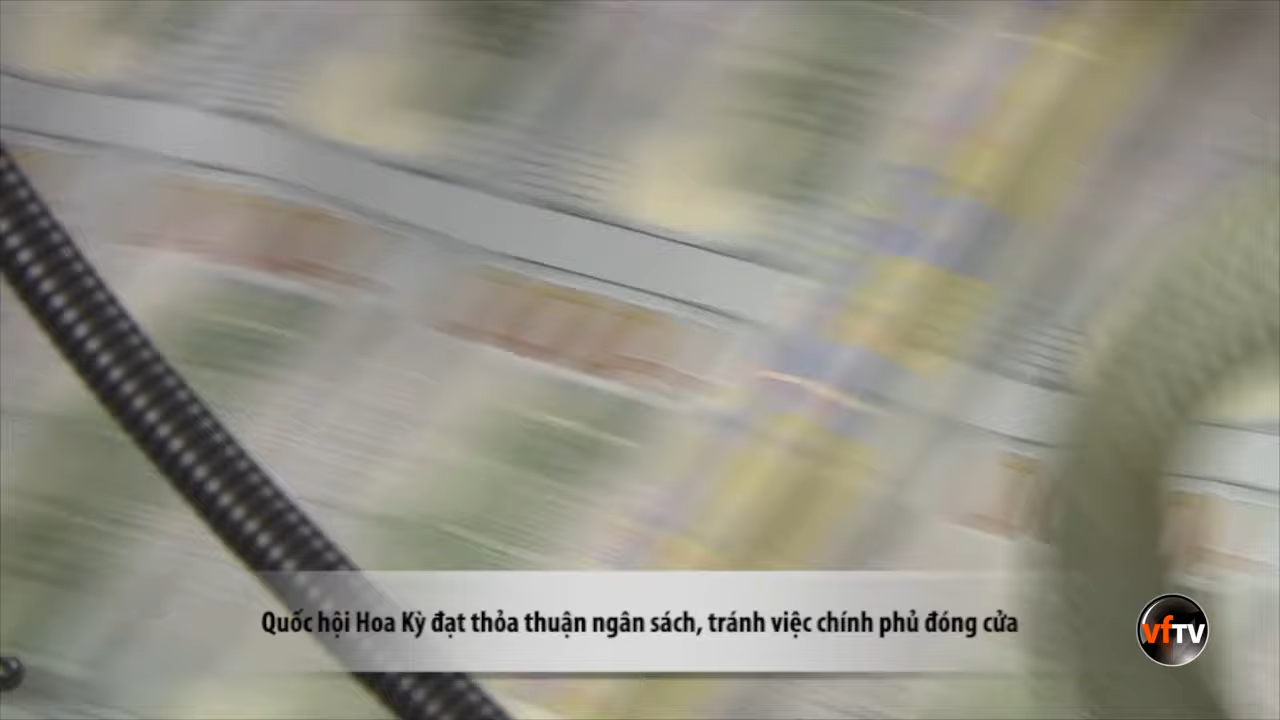 Quốc hội Hoa Kỳ đạt thỏa thuận ngân sách, tránh việc chính phủ đóng cửa
vfTV